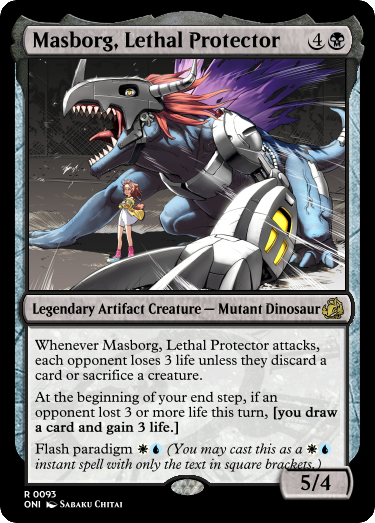 Masborg, Lethal Protector 4
Legendary Artifact Creature — Mutant Dinosaur
Whenever Masborg, Lethal Protector attacks,
each opponent loses 3 life unless they discard a
card or sacrifice a creature.
At the beginning of your end step, if an
opponent lost 3 or more life this turn, [you draw
a card and gain 3 life.]
Flash paradigm (You may cast this as a
instant spell with only the text in square brackets.)
5/4
R 0093
ONI Sabaku Chitai